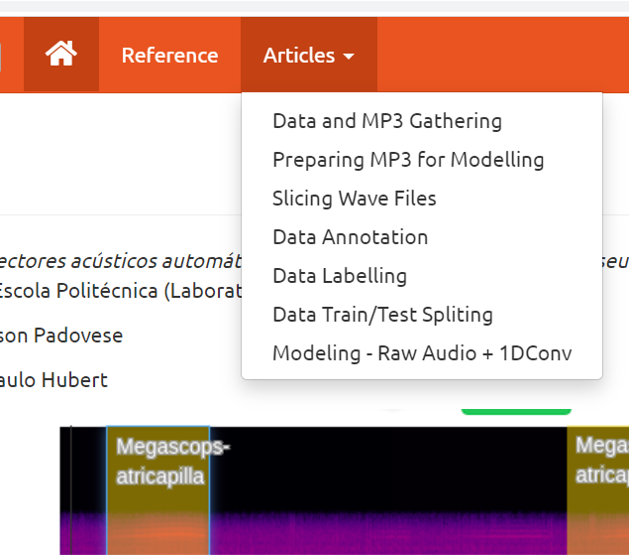 Reference
Articles
Data and MP3 Gathering
Preparing MP3 for Modelling
Slicing Wave Files
Data Annotation
Data Labelling
Data Train/Test Spliting
Modeling - Raw Audio + 1DConv
ectores acústicos automát seu
Escola Politécnica (Laborat
son Padovese
aulo Hubert
Megascops-
atricapilla
Mega
atricap